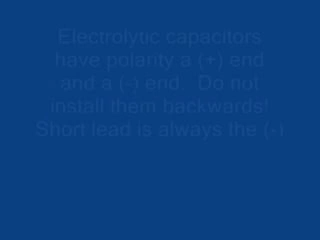 Electrolytic capacitors
have polarity a (+) end
and a (-) end.  Do not
install them backwards!
Short lead is always the (-)